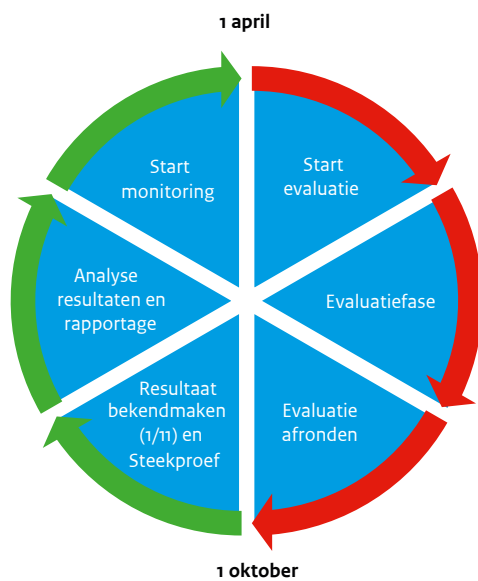 1 april
Start
evaluatie
Evaluatiefase
Evaluatie
afronden
1 oktober
Resultaat
bekendmaken
(1/11) en
Steekproef
Analyse
resultaten en
rapportage
Start
monitoring